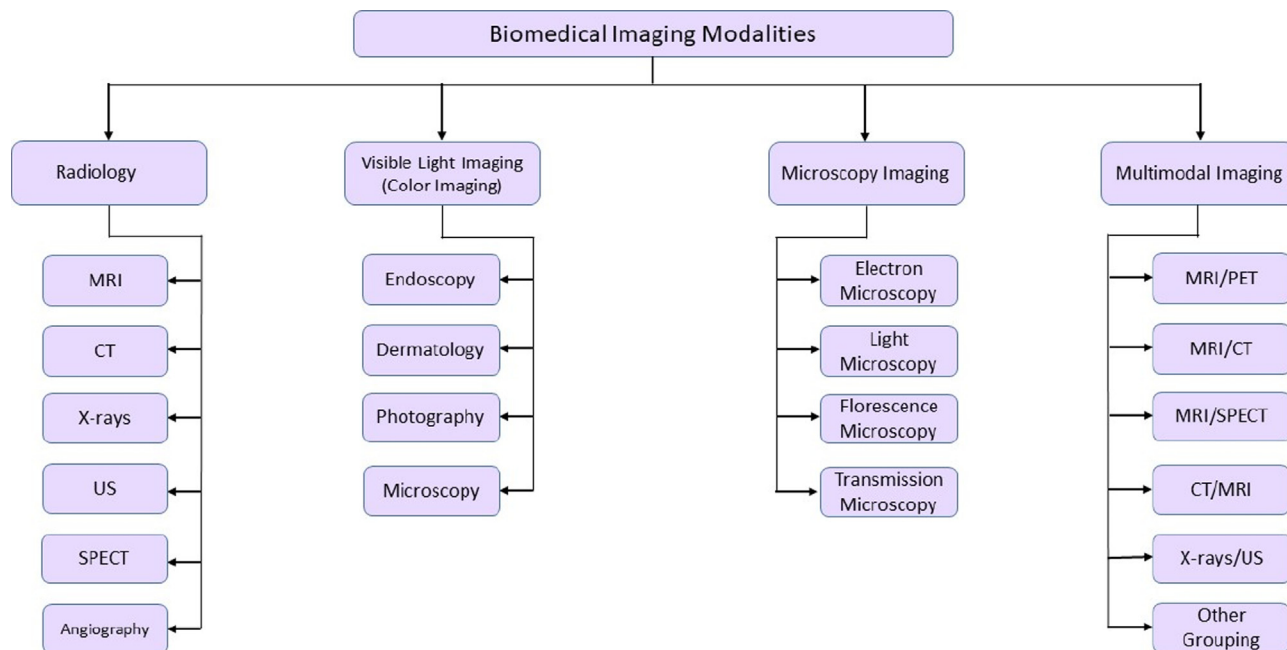 Biomedical Imaging Modalities
Radiology
MRI
CT
X-rays
US
SPECT
Angiography
Visible Light Imaging
(Color Imaging)
Endoscopy
Dermatology
Photography
Microscopy
Microscopy Imaging
Electron
Microscopy
Light
Microscopy
Florescence
Microscopy
Transmission
Microscopy
Multimodal Imaging
MRI/PET
MRI/CT
MRI/SPECT
CT/MRI
X-rays/US
Other
Grouping